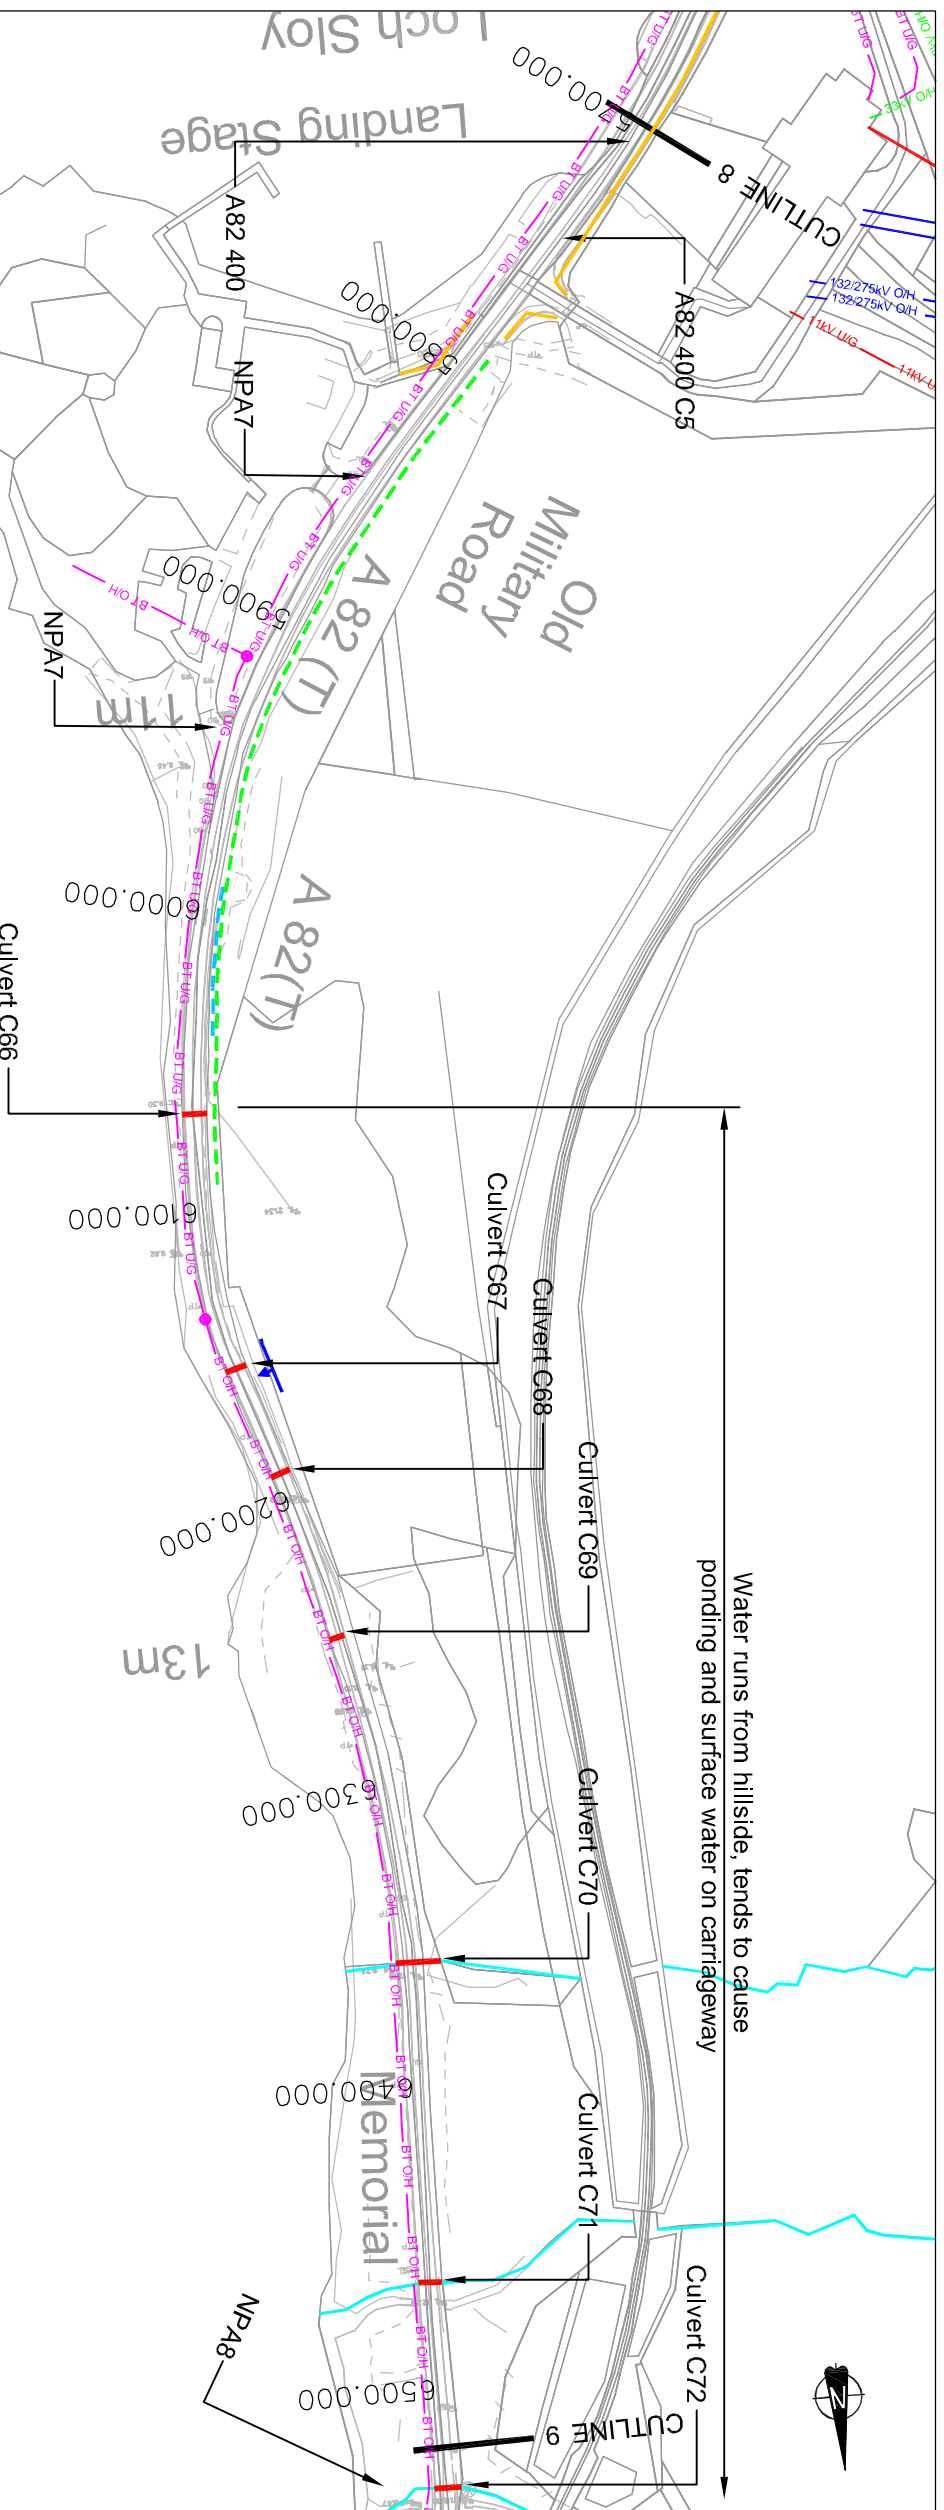 Loch Sloy
Landing Stage
5700.000
CUTLINE 8
33kV O/H
132/275kV O/H
132/275kV O/H
11kV U/G
A82 400
A82 400 C5
5800.000
NPA7
Old
Military
Road
A 82 (T)
5900.000
BT U/G
BT O/H
BT O/H
NPA7
11m
A 82(T)
6000.000
Culvert C66
6100.000
Culvert C67
Culvert C68
6200.000
Culvert C69
13m
Water runs from hillside, tends to cause
ponding and surface water on carriageway
6300.000
Culvert C70
6400.000
Memorial
Culvert C71
Culvert C72
NPA8
6500.000
CUTLINE 9
N